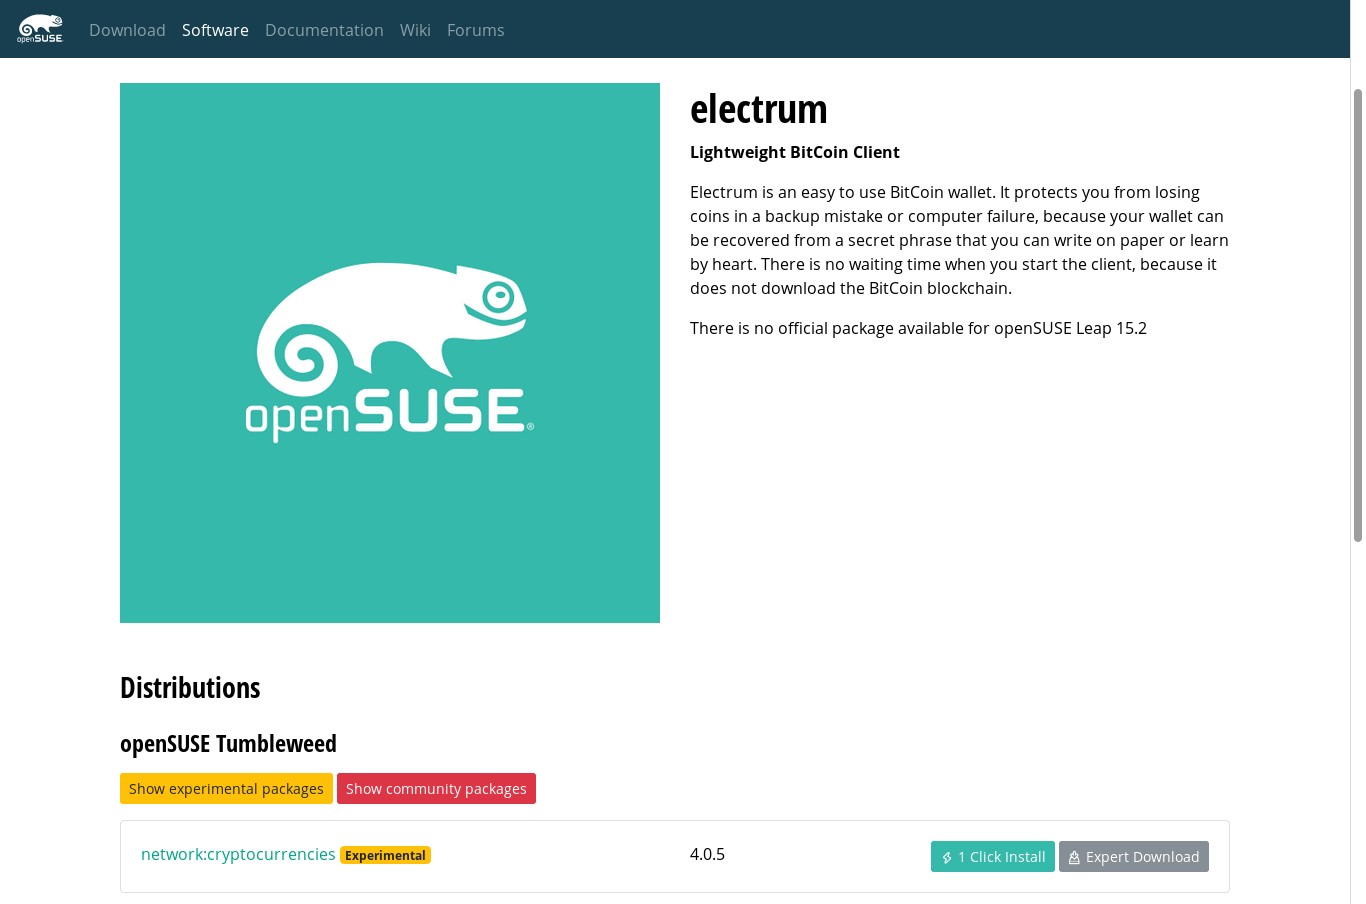 openSUSE
Download Software Documentation Wiki Forums
openSUSE®
electrum
Lightweight BitCoin Client
Electrum is an easy to use BitCoin wallet. It protects you from losing
coins in a backup mistake or computer failure, because your wallet can
be recovered from a secret phrase that you can write on paper or learn
by heart. There is no waiting time when you start the client, because it
does not download the BitCoin blockchain.
There is no official package available for openSUSE Leap 15.2
Distributions
openSUSE Tumbleweed
Show experimental packages Show community packages
network:cryptocurrencies Experimental 4.0.5 1 Click Install Expert Download